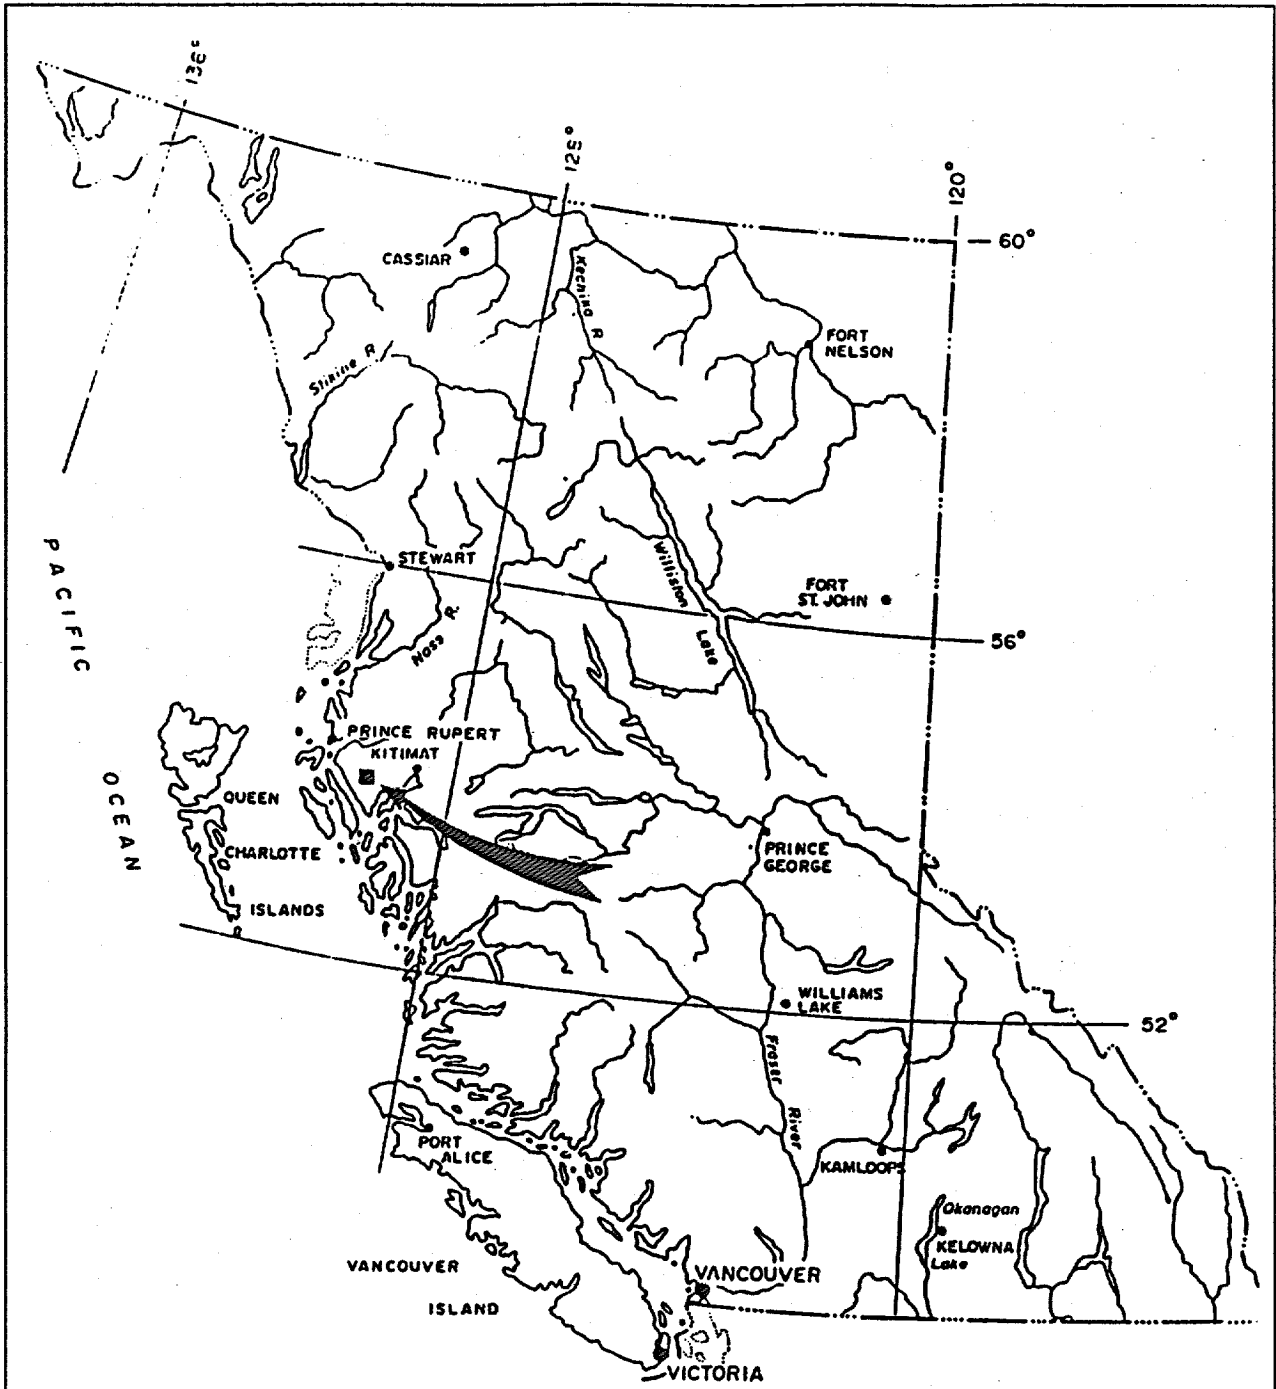 136°
125°
120°
60°
CASSIAR
Kechika R
FORT
NELSON
Stikine R
STEWART
PACIFIC
OCEAN
Williston
Lake
FORT
ST. JOHN
56°
Nass R.
PRINCE RUPERT
KITIMAT
QUEEN
CHARLOTTE
ISLANDS
PRINCE
GEORGE
WILLIAMS
LAKE
52°
Fraser
River
PORT
ALICE
KAMLOOPS
Okanagan
KELOWNA
Lake
VANCOUVER
ISLAND
VANCOUVER
VICTORIA